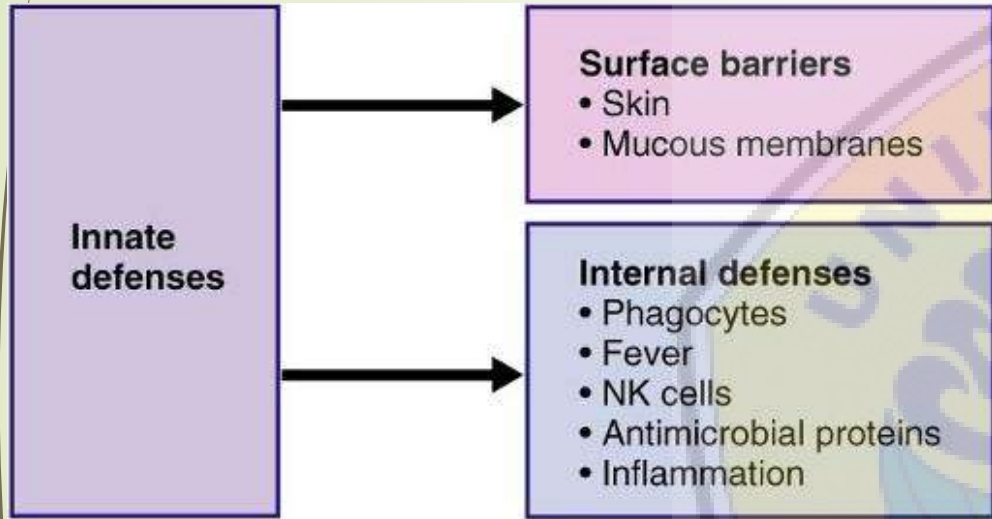 Innate
defenses
Surface barriers
• Skin
• Mucous membranes
Internal defenses
• Phagocytes
• Fever
• NK cells
• Antimicrobial proteins
• Inflammation